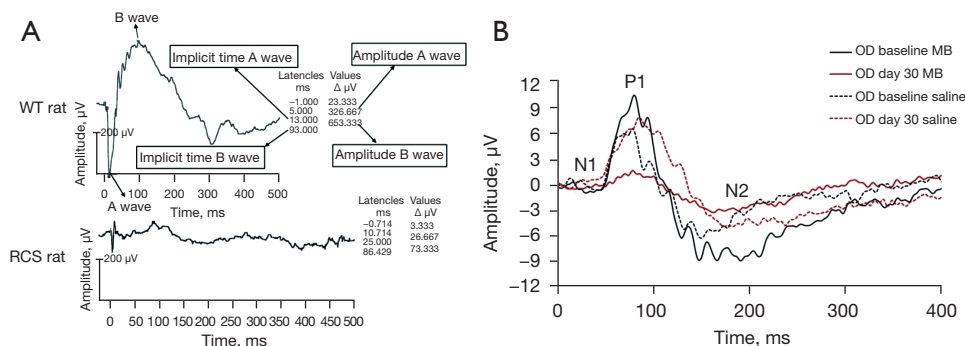 A
B wave
Implicit time A wave
Amplitude A wave
Latencies Values
ms Δ µV
−1.000 23.333
5.000 326.667
13.000 653.333
93.000
WT rat
Amplitude, µV
200 µV
Implicit time B wave
Amplitude B wave
0 100 200 300 400 500
A wave
Time, ms
Latencies Values
ms Δ µV
−0.714 3.333
10.714 26.667
25.000 73.333
86.429
RCS rat
Amplitude, µV
200 µV
0 50 100 50 200 250 300 350 400 450 500
Time, ms
B
OD baseline MB
OD day 30 MB
OD baseline saline
OD day 30 saline
12
9
6
3
0
−3
−6
−9
−12
Amplitude, µV
P1
N1
N2
0 100 200 300 400
Time, ms